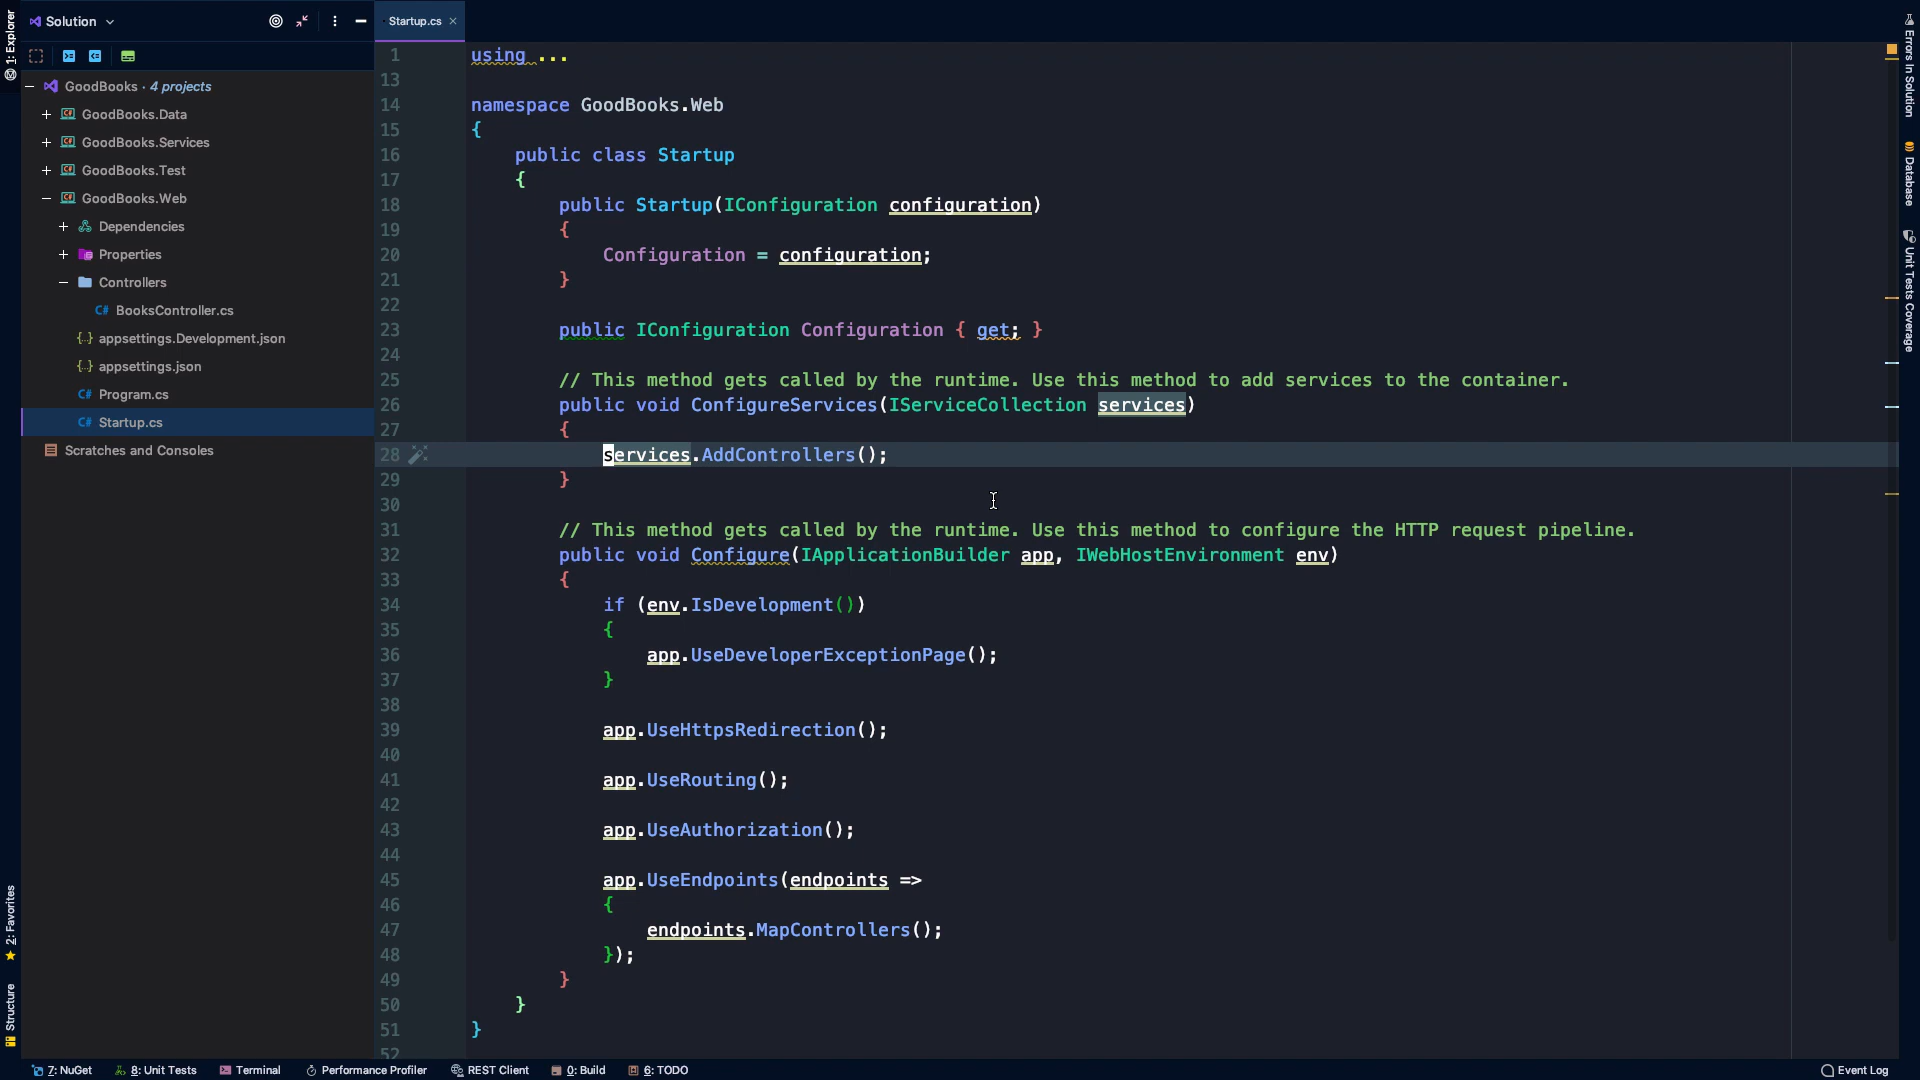 Solution
Startup.cs
1: Explorer
GoodBooks · 4 projects
GoodBooks.Data
GoodBooks.Services
GoodBooks.Test
GoodBooks.Web
Dependencies
Properties
Controllers
C# BooksController.cs
{..} appsettings.Development.json
{..} appsettings.json
C# Program.cs
C# Startup.cs
Scratches and Consoles
2: Favorites
Structure
1 using ...
13
14 namespace GoodBooks.Web
15 {
16 public class Startup
17 {
18 public Startup(IConfiguration configuration)
19 {
20 Configuration = configuration;
21 }
22
23 public IConfiguration Configuration { get; }
24
25 // This method gets called by the runtime. Use this method to add services to the container.
26 public void ConfigureServices(IServiceCollection services)
27 {
28 services.AddControllers();
29 }
30
31 // This method gets called by the runtime. Use this method to configure the HTTP request pipeline.
32 public void Configure(IApplicationBuilder app, IWebHostEnvironment env)
33 {
34 if (env.IsDevelopment())
35 {
36 app.UseDeveloperExceptionPage();
37 }
38
39 app.UseHttpsRedirection();
40
41 app.UseRouting();
42
43 app.UseAuthorization();
44
45 app.UseEndpoints(endpoints =>
46 {
47 endpoints.MapControllers();
48 });
49 }
50 }
51 }
52
Errors In Solution
Database
Unit Tests Coverage
7: NuGet 8: Unit Tests Terminal Performance Profiler REST Client 0: Build 6: TODO Event Log